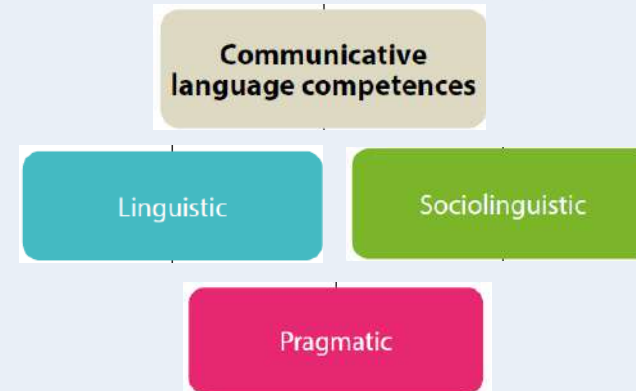 Communicative
language competences
Linguistic
Sociolinguistic
Pragmatic